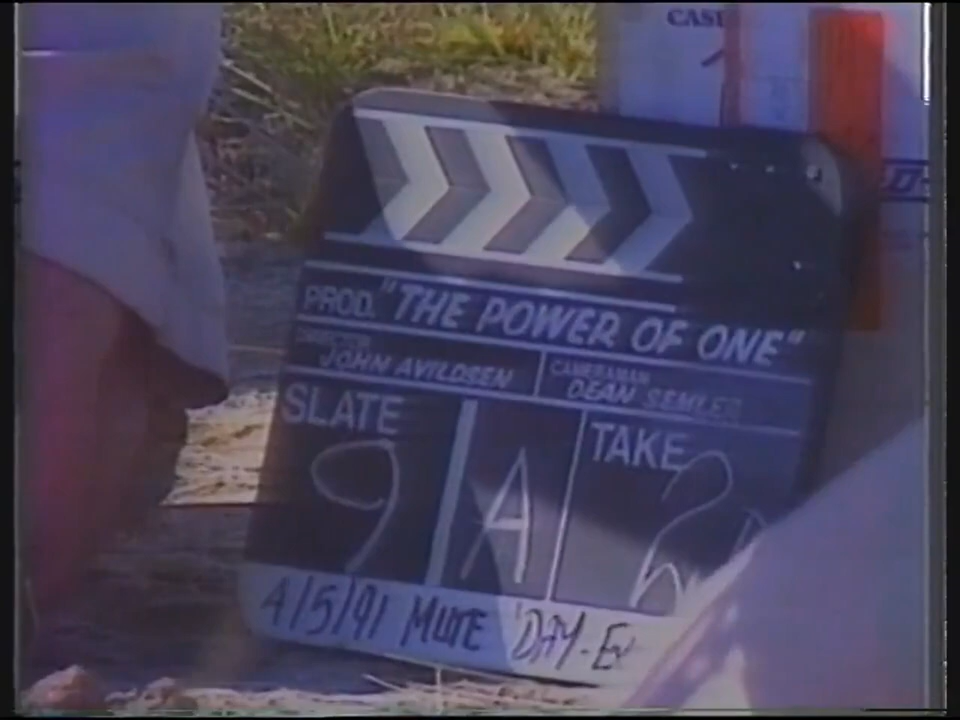 PROD. "THE POWER OF ONE"
DIRECTOR
JOHN AVILDSEN
CAMERAMAN
DEAN SEMLER
SLATE
9
A
TAKE
2
4/5/91 MUTE 'DAY-